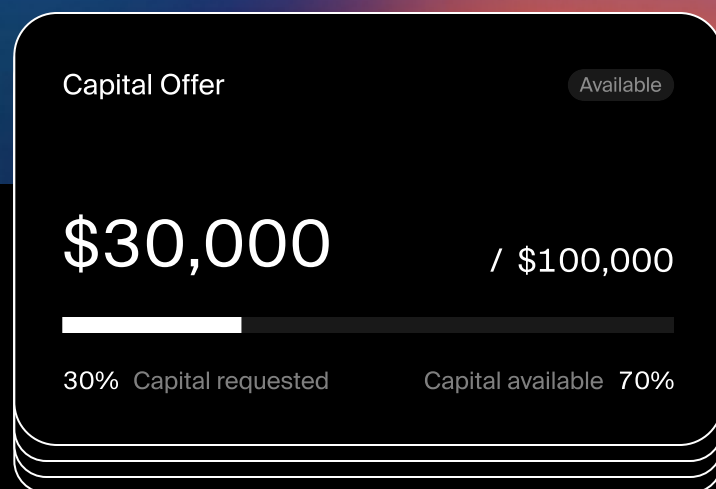 Capital Offer Available
$30,000 / $100,000
30% Capital requested Capital available 70%